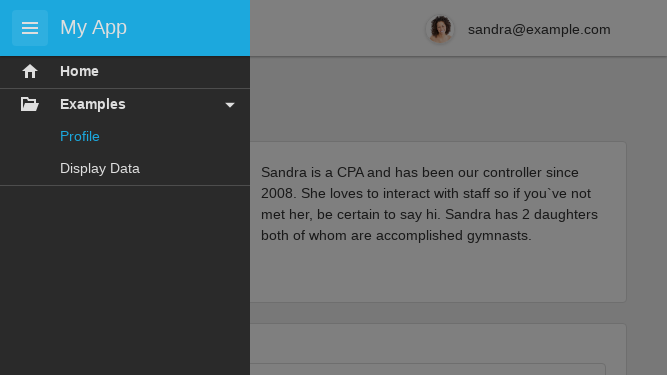 My App
sandra@example.com
Home
Examples
Profile
Display Data
Sandra is a CPA and has been our controller since
2008. She loves to interact with staff so if you`ve not
met her, be certain to say hi. Sandra has 2 daughters
both of whom are accomplished gymnasts.